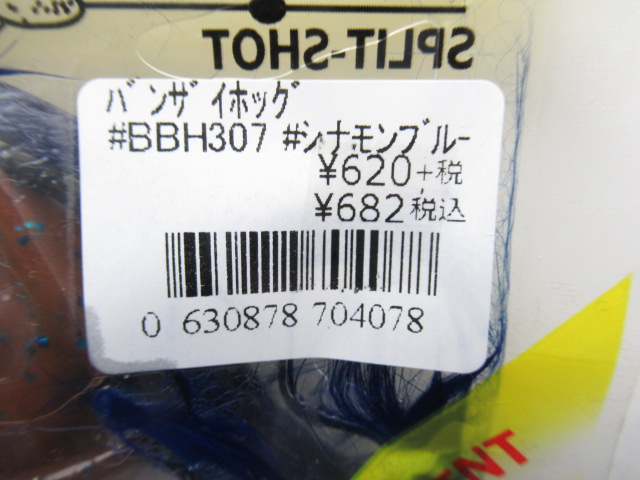 SPLIT-SHOT
ﾊﾞﾝｻﾞｲﾎｯｸﾞ
#BBH307 #ｼﾅﾓﾝﾌﾞﾙｰ
¥620+税
¥682税込
0 630878 704078
ENT